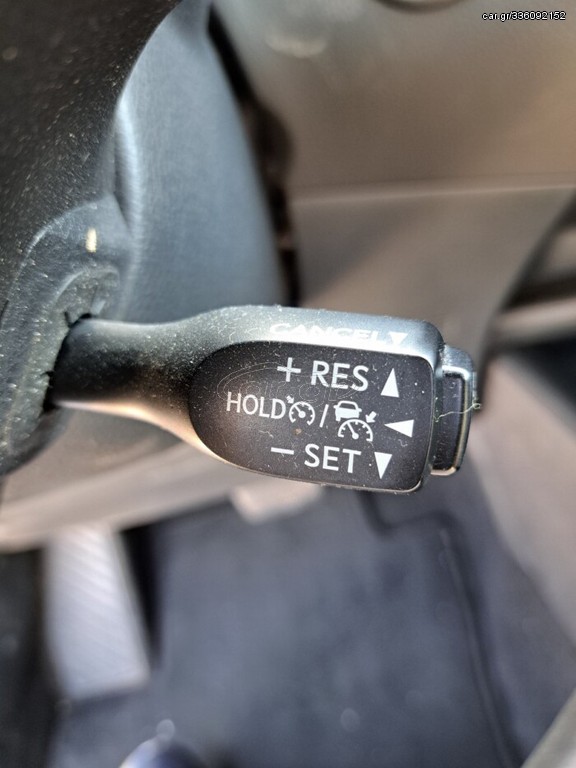 car.gr/336092152
CANCEL
+ RES
HOLD /
- SET